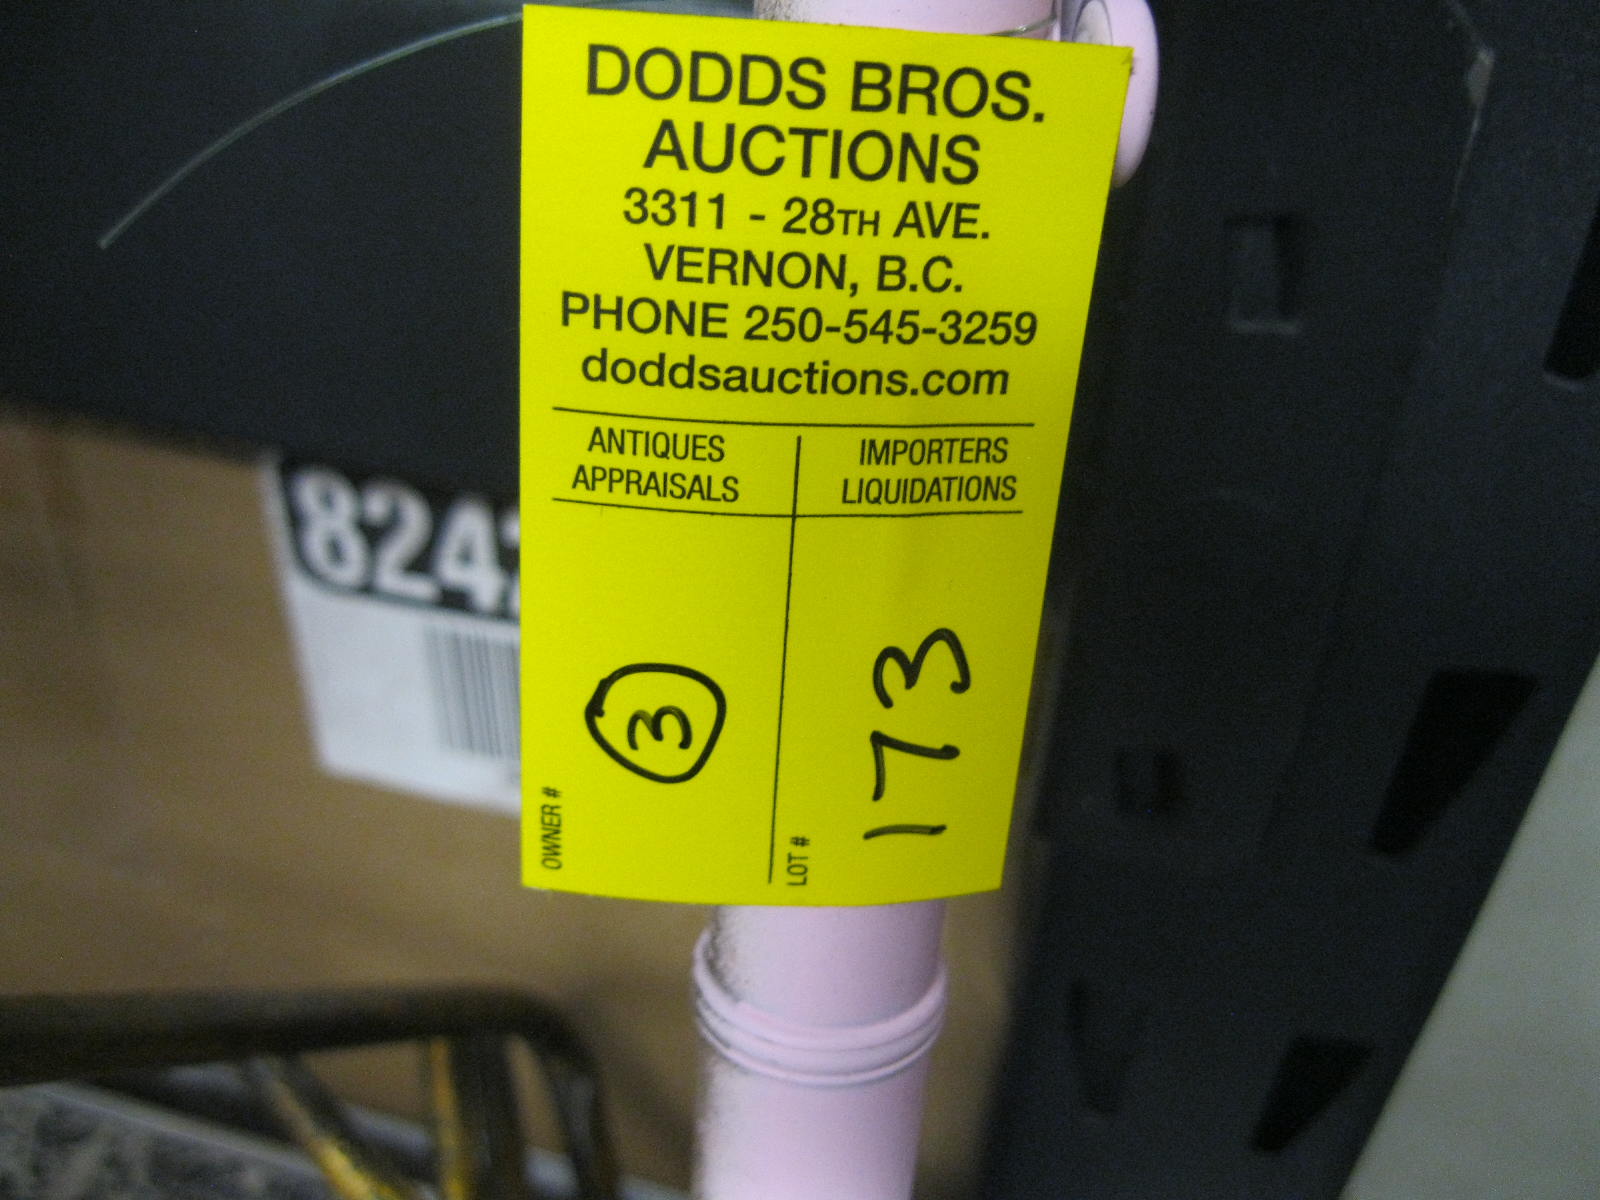 DODDS BROS.
AUCTIONS
3311 - 28TH AVE.
VERNON, B.C.
PHONE 250-545-3259
doddsauctions.com
ANTIQUES
APPRAISALS
IMPORTERS
LIQUIDATIONS
OWNER #
3
LOT #
173